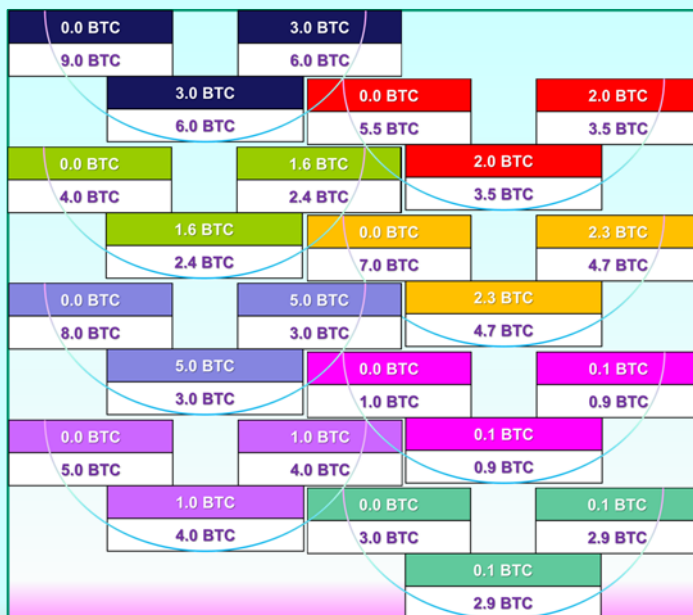 0.0 BTC 3.0 BTC
9.0 BTC 6.0 BTC
3.0 BTC 0.0 BTC 2.0 BTC
6.0 BTC 5.5 BTC 3.5 BTC
0.0 BTC 1.6 BTC 2.0 BTC
4.0 BTC 2.4 BTC 3.5 BTC
1.6 BTC 0.0 BTC 2.3 BTC
2.4 BTC 7.0 BTC 4.7 BTC
0.0 BTC 5.0 BTC 2.3 BTC
8.0 BTC 3.0 BTC 4.7 BTC
5.0 BTC 0.0 BTC 0.1 BTC
3.0 BTC 1.0 BTC 0.9 BTC
0.0 BTC 1.0 BTC 0.1 BTC
5.0 BTC 4.0 BTC 0.9 BTC
1.0 BTC 0.0 BTC 0.1 BTC
4.0 BTC 3.0 BTC 2.9 BTC
0.1 BTC
2.9 BTC